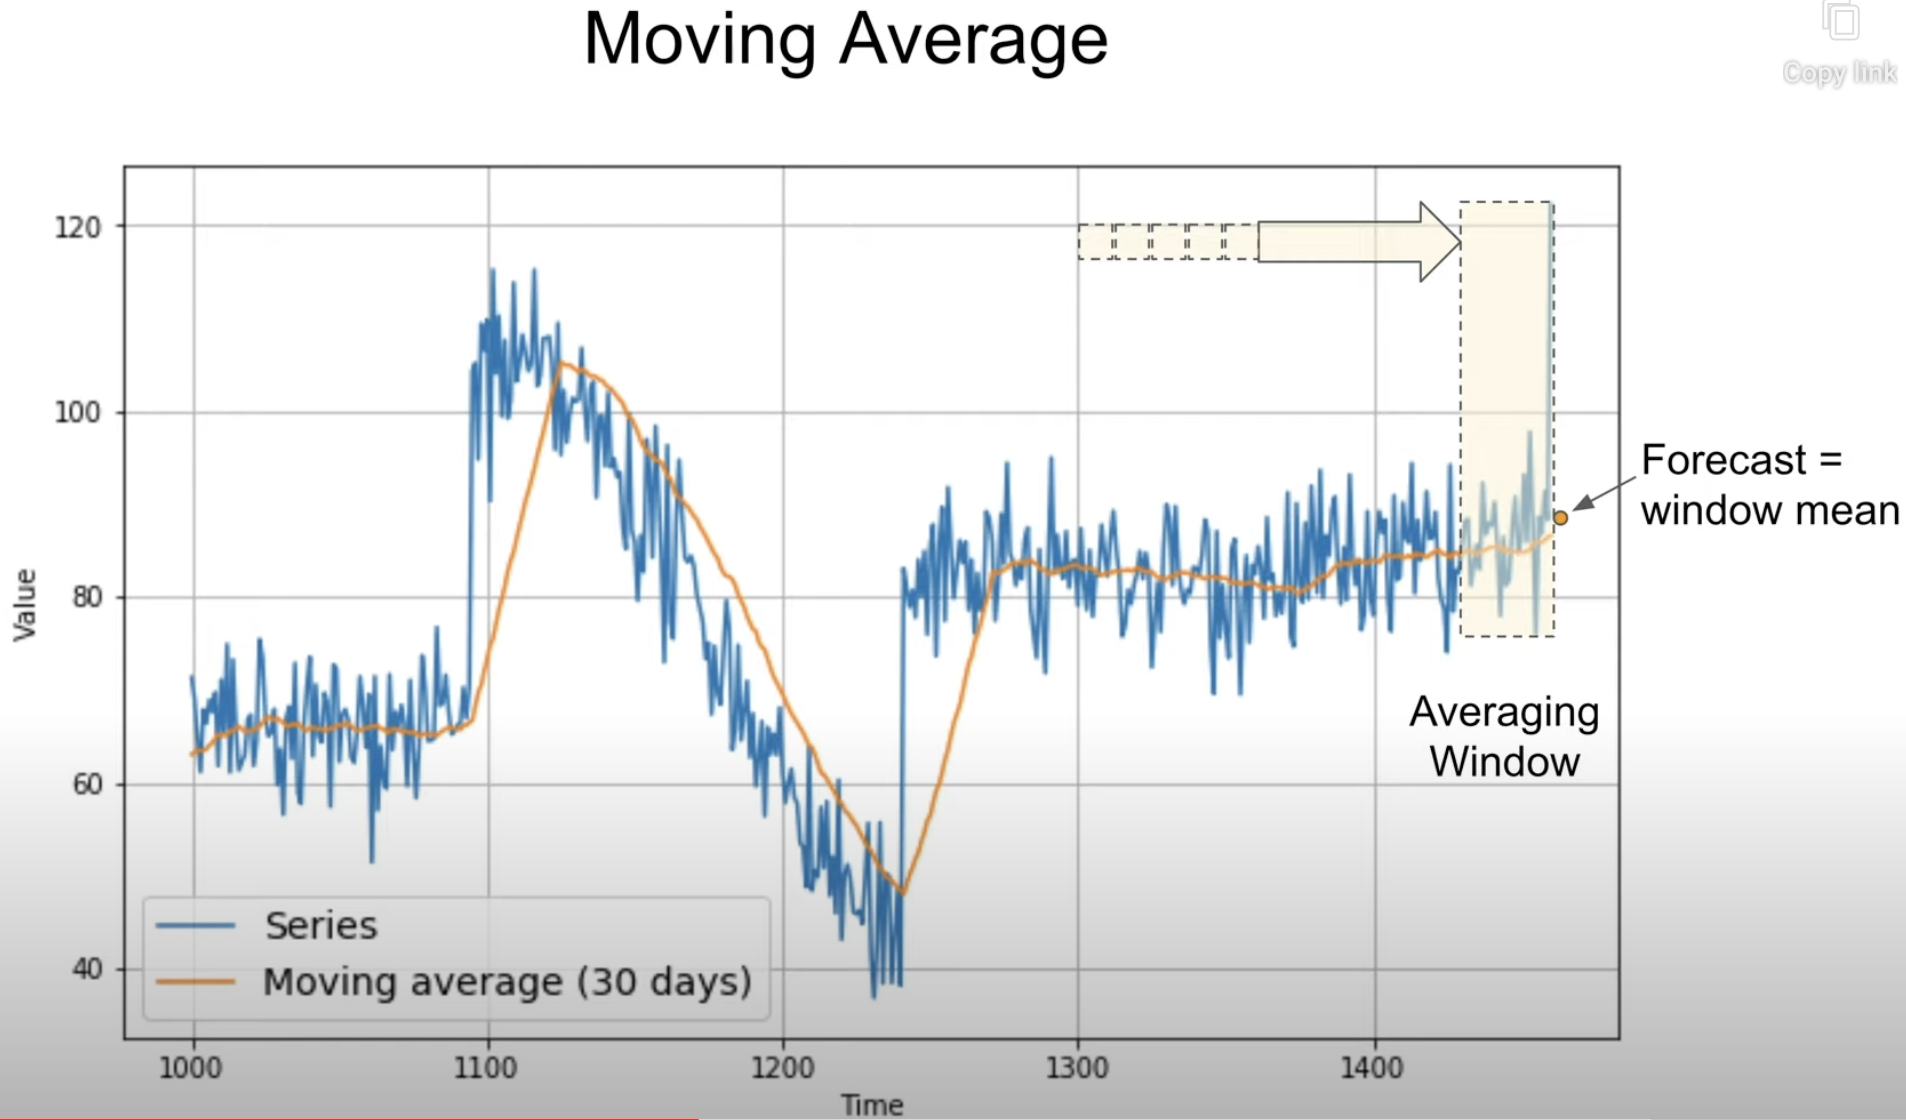 Moving Average
Copy link
120
100
80
60
40
Value
Forecast =
window mean
Averaging
Window
Series
Moving average (30 days)
1000
1100
1200
1300
1400
Time